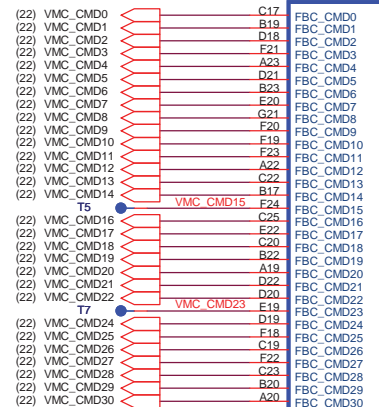 (22) VMC_CMD0 C17 FBC_CMD0
(22) VMC_CMD1 B19 FBC_CMD1
(22) VMC_CMD2 D18 FBC_CMD2
(22) VMC_CMD3 F21 FBC_CMD3
(22) VMC_CMD4 A23 FBC_CMD4
(22) VMC_CMD5 D21 FBC_CMD5
(22) VMC_CMD6 B23 FBC_CMD6
(22) VMC_CMD7 E20 FBC_CMD7
(22) VMC_CMD8 G21 FBC_CMD8
(22) VMC_CMD9 F20 FBC_CMD9
(22) VMC_CMD10 F19 FBC_CMD10
(22) VMC_CMD11 F23 FBC_CMD11
(22) VMC_CMD12 A22 FBC_CMD12
(22) VMC_CMD13 C22 FBC_CMD13
(22) VMC_CMD14 B17 FBC_CMD14
T5 VMC_CMD15 F24 FBC_CMD15
(22) VMC_CMD16 C25 FBC_CMD16
(22) VMC_CMD17 E22 FBC_CMD17
(22) VMC_CMD18 C20 FBC_CMD18
(22) VMC_CMD19 B22 FBC_CMD19
(22) VMC_CMD20 A19 FBC_CMD20
(22) VMC_CMD21 D22 FBC_CMD21
(22) VMC_CMD22 D20 FBC_CMD22
T7 VMC_CMD23 E19 FBC_CMD23
(22) VMC_CMD24 D19 FBC_CMD24
(22) VMC_CMD25 F18 FBC_CMD25
(22) VMC_CMD26 C19 FBC_CMD26
(22) VMC_CMD27 F22 FBC_CMD27
(22) VMC_CMD28 C23 FBC_CMD28
(22) VMC_CMD29 B20 FBC_CMD29
(22) VMC_CMD30 A20 FBC_CMD30